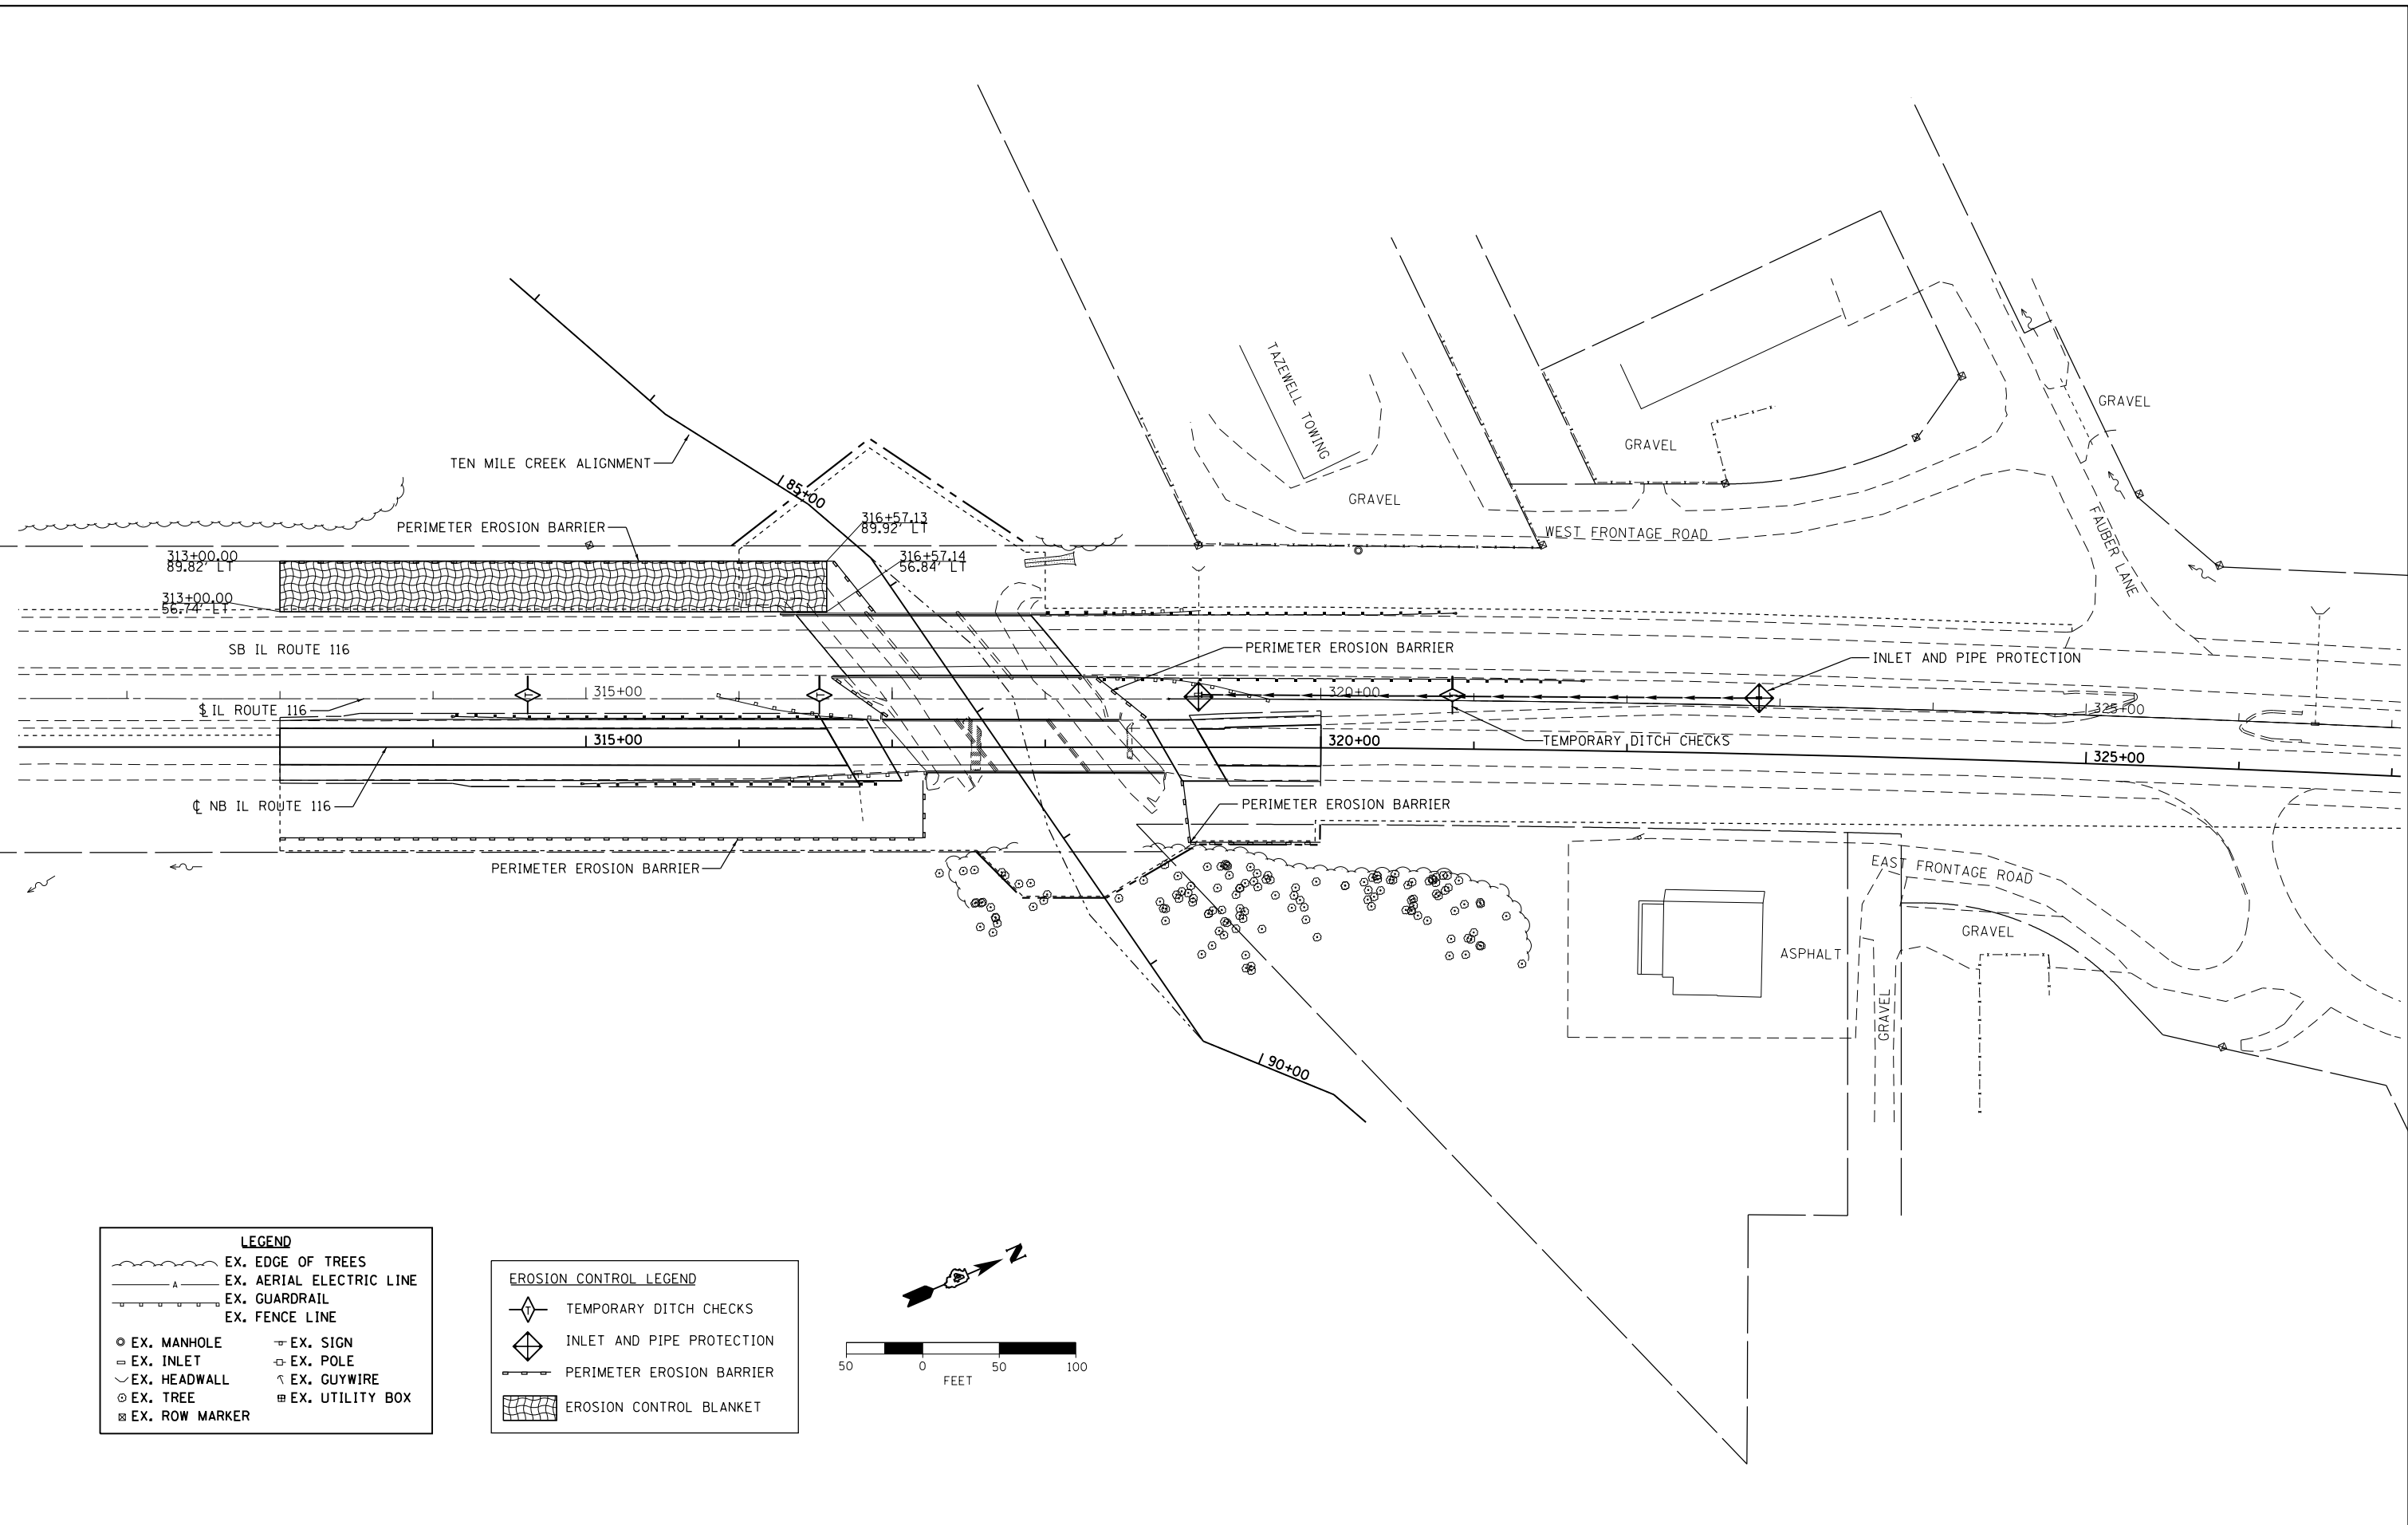 TAZEWELL TOWING
GRAVEL
GRAVEL
TEN MILE CREEK ALIGNMENT
85+00
GRAVEL
FAUBER LANE
PERIMETER EROSION BARRIER
316+57.13
89.92' LT
WEST FRONTAGE ROAD
313+00.00
89.82' LT
316+57.14
56.84' LT
313+00.00
56.74' LT
SB IL ROUTE 116
PERIMETER EROSION BARRIER
INLET AND PIPE PROTECTION
315+00
320+00
℄ IL ROUTE 116
325+00
315+00
320+00
TEMPORARY DITCH CHECKS
325+00
℄ NB IL ROUTE 116
PERIMETER EROSION BARRIER
PERIMETER EROSION BARRIER
EAST FRONTAGE ROAD
GRAVEL
ASPHALT
GRAVEL
90+00
LEGEND
EX. EDGE OF TREES
A EX. AERIAL ELECTRIC LINE
EX. GUARDRAIL
EX. FENCE LINE
EX. MANHOLE
EX. SIGN
EX. INLET
EX. POLE
EX. HEADWALL
EX. GUYWIRE
EX. TREE
EX. UTILITY BOX
EX. ROW MARKER
EROSION CONTROL LEGEND
T TEMPORARY DITCH CHECKS
INLET AND PIPE PROTECTION
PERIMETER EROSION BARRIER
EROSION CONTROL BLANKET
N
50 0 50 100
FEET